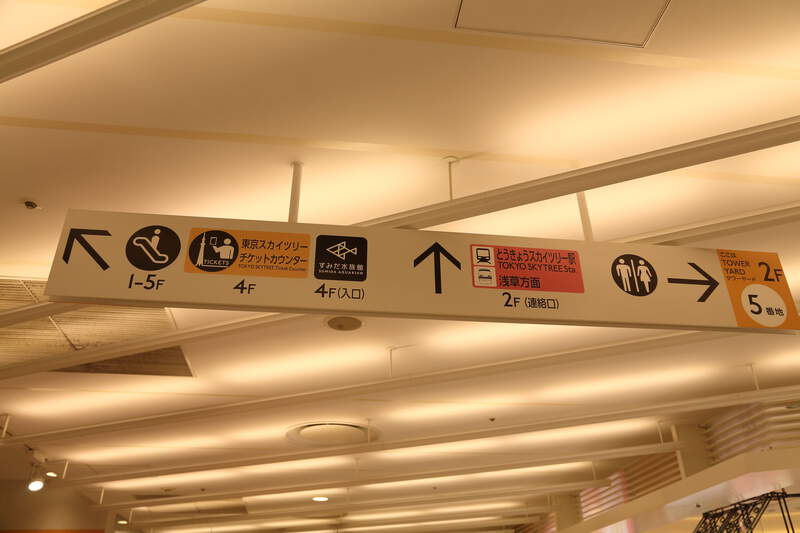 1-5F
TICKETS
東京スカイツリー
チケットカウンター
TOKYO SKYTREE Ticket Counter
4F
すみだ水族館
SUMIDA AQUARIUM
4F(入口)
とうきょうスカイツリー駅
TOKYO SKYTREE Sta.
浅草方面
2F(連絡口)
ここは
TOWER
YARD
タワーヤード
2F
5番地